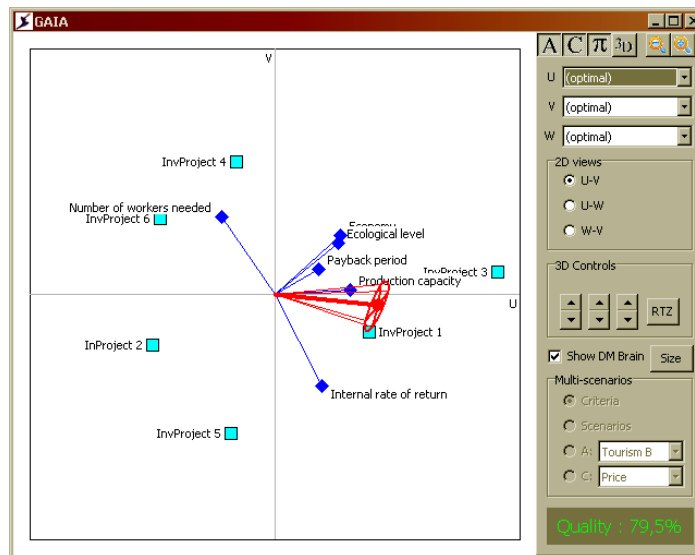 GAIA
V
InvProject 4
Number of workers needed
InvProject 6
Economy
Ecological level
Payback period
InvProject 3
Production capacity
U
InvProject 1
InProject 2
Internal rate of return
InvProject 5
A C π 3D
U (optimal)
V (optimal)
W (optimal)
2D views
U-V
U-W
W-V
3D Controls
RTZ
Show DM Brain
Size
Multi-scenarios
Criteria
Scenarios
A: Tourism B
C: Price
Quality : 79,5%